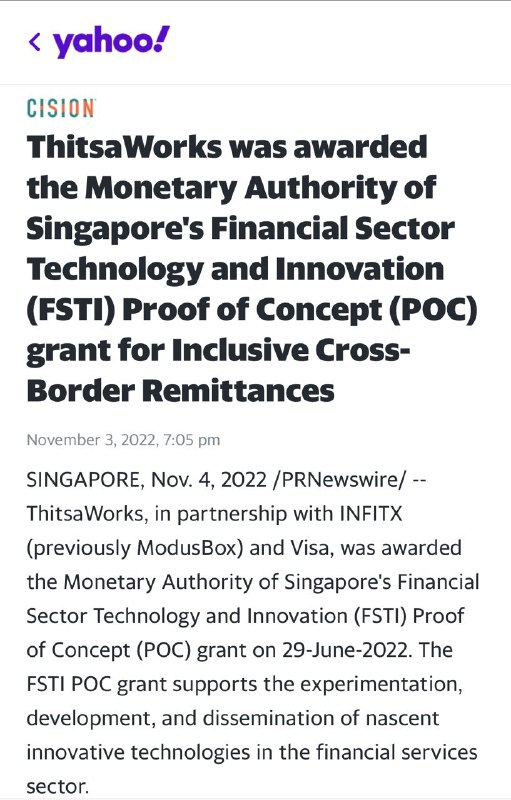 < yahoo!
CISION
ThitsaWorks was awarded
the Monetary Authority of
Singapore's Financial Sector
Technology and Innovation
(FSTI) Proof of Concept (POC)
grant for Inclusive Cross-
Border Remittances
November 3, 2022, 7:05 pm
SINGAPORE, Nov. 4, 2022 /PRNewswire/ --
ThitsaWorks, in partnership with INFITX
(previously ModusBox) and Visa, was awarded
the Monetary Authority of Singapore's Financial
Sector Technology and Innovation (FSTI) Proof
of Concept (POC) grant on 29-June-2022. The
FSTI POC grant supports the experimentation,
development, and dissemination of nascent
innovative technologies in the financial services
sector.